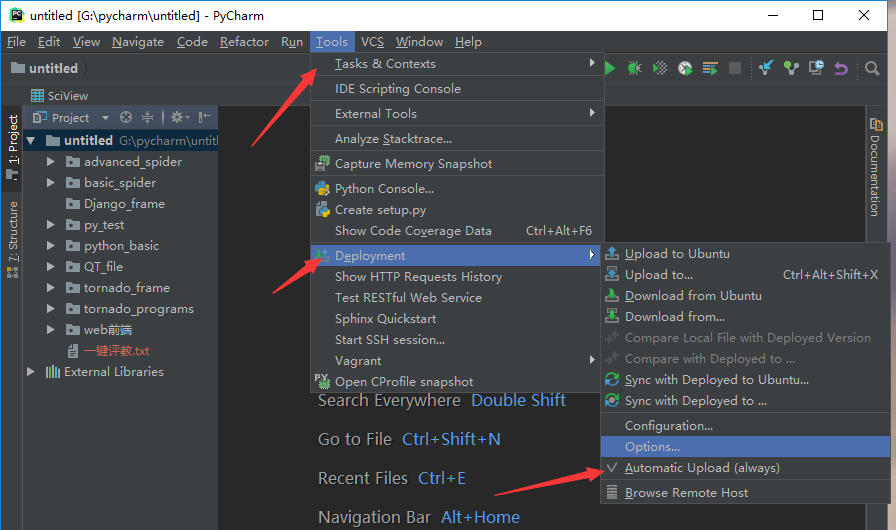 untitled [G:\pycharm\untitled] - PyCharm
File Edit View Navigate Code Refactor Run Tools VCS Window Help
untitled
SciView
1: Project
7: Structure
Project
untitled G:\pycharm\untitl
advanced_spider
basic_spider
Django_frame
py_test
python_basic
QT_file
tornado_frame
tornado_programs
web前端
一键评教.txt
External Libraries
Tasks & Contexts
IDE Scripting Console
External Tools
Analyze Stacktrace...
Capture Memory Snapshot
Python Console...
Create setup.py
Show Code Coverage Data Ctrl+Alt+F6
Deployment
Show HTTP Requests History
Test RESTful Web Service
Sphinx Quickstart
Start SSH session...
Vagrant
Open CProfile snapshot
Upload to Ubuntu
Upload to... Ctrl+Alt+Shift+X
Download from Ubuntu
Download from...
Compare Local File with Deployed Version
Compare with Deployed to ...
Sync with Deployed to Ubuntu...
Sync with Deployed to ...
Configuration...
Options...
Automatic Upload (always)
Browse Remote Host
Search Everywhere Double Shift
Go to File Ctrl+Shift+N
Recent Files Ctrl+E
Navigation Bar Alt+Home
Documentation